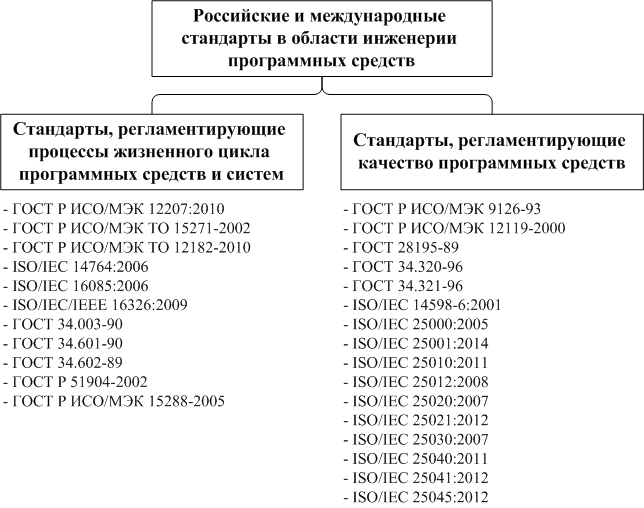 Российские и международные
стандарты в области инженерии
программных средств
Стандарты, регламентирующие
процессы жизненного цикла
программных средств и систем
- ГОСТ Р ИСО/МЭК 12207:2010
- ГОСТ Р ИСО/МЭК ТО 15271-2002
- ГОСТ Р ИСО/МЭК ТО 12182-2010
- ISO/IEC 14764:2006
- ISO/IEC 16085:2006
- ISO/IEC/IEEE 16326:2009
- ГОСТ 34.003-90
- ГОСТ 34.601-90
- ГОСТ 34.602-89
- ГОСТ Р 51904-2002
- ГОСТ Р ИСО/МЭК 15288-2005
Стандарты, регламентирующие
качество программных средств
- ГОСТ Р ИСО/МЭК 9126-93
- ГОСТ Р ИСО/МЭК 12119-2000
- ГОСТ 28195-89
- ГОСТ 34.320-96
- ГОСТ 34.321-96
- ISO/IEC 14598-6:2001
- ISO/IEC 25000:2005
- ISO/IEC 25001:2014
- ISO/IEC 25010:2011
- ISO/IEC 25012:2008
- ISO/IEC 25020:2007
- ISO/IEC 25021:2012
- ISO/IEC 25030:2007
- ISO/IEC 25040:2011
- ISO/IEC 25041:2012
- ISO/IEC 25045:2012